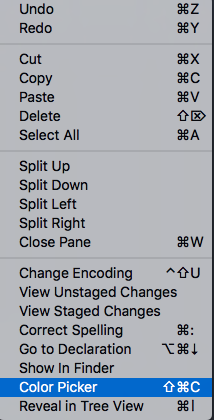 Undo ⌘Z
Redo ⌘Y
Cut ⌘X
Copy ⌘C
Paste ⌘V
Delete ⇧⌦
Select All ⌘A
Split Up
Split Down
Split Left
Split Right
Close Pane ⌘W
Change Encoding ^⇧U
View Unstaged Changes
View Staged Changes
Correct Spelling ⌘:
Go to Declaration ⌥⌘↓
Show In Finder
Color Picker ⇧⌘C
Reveal in Tree View ⌘|